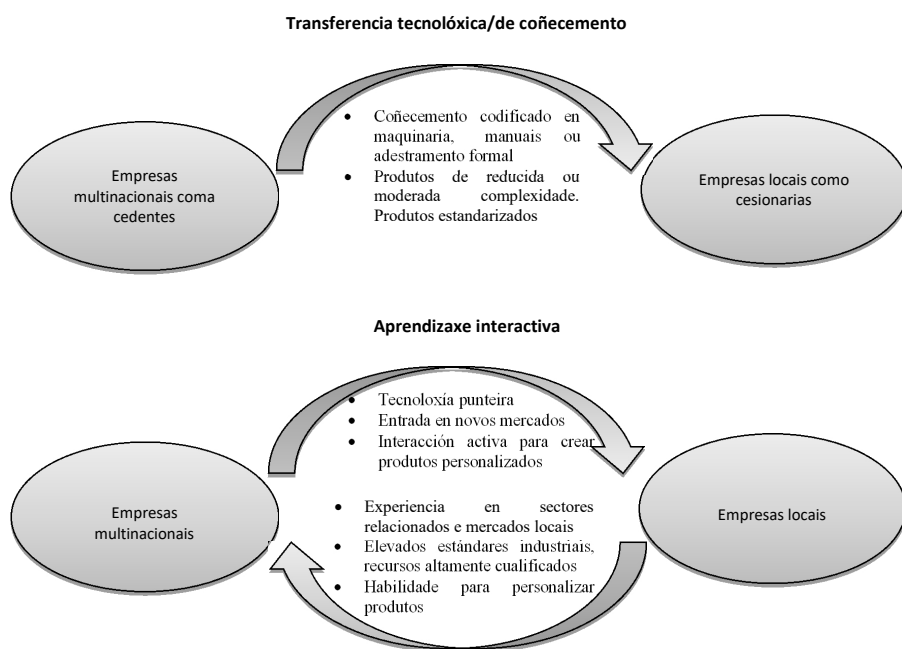 Transferencia tecnolóxica/de coñecemento
Empresas
multinacionais coma
cedentes
• Coñecemento codificado en
maquinaria, manuais ou
adestramento formal
• Produtos de reducida ou
moderada complexidade.
Produtos estandarizados
Empresas locais como
cesionarias
Aprendizaxe interactiva
Empresas
multinacionais
• Tecnoloxía punteira
• Entrada en novos mercados
• Interacción activa para crear
produtos personalizados
• Experiencia en sectores
relacionados e mercados locais
• Elevados estándares industriais,
recursos altamente cualificados
• Habilidade para personalizar
produtos
Empresas locais